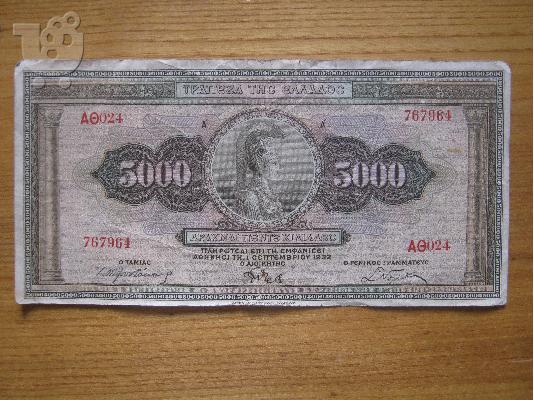 ΤΡΑΠΕΖΑ ΤΗΣ ΕΛΛΑΔΟΣ
ΑΘ024
767964
Α
Α
5000
5000
ΔΡΑΧΜΑΙ ΠΕΝΤΕ ΧΙΛΙΑΔΕΣ
767964
ΑΘ024
ΠΛΗΡΩΤΕΑΙ ΕΠΙ ΤΗ ΕΜΦΑΝΙΣΕΙ
ΑΘΗΝΗΣΙ ΤΗ 1 ΣΕΠΤΕΜΒΡΙΟΥ 1932
Ο ΤΑΜΙΑΣ
Ο ΔΙΟΙΚΗΤΗΣ
Ο ΓΕΝΙΚΟΣ ΓΡΑΜΜΑΤΕΥΣ